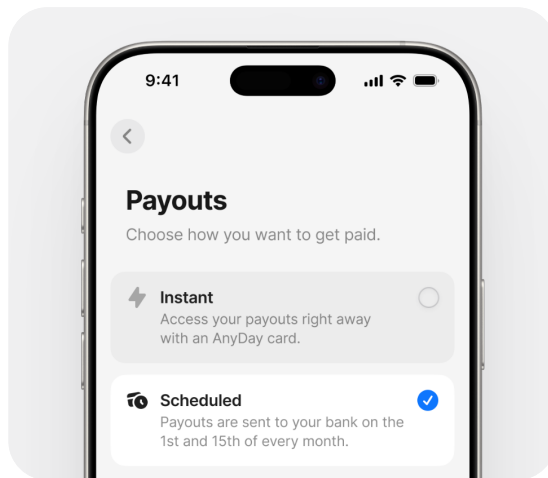 9:41
Payouts
Choose how you want to get paid.
Instant
Access your payouts right away
with an AnyDay card.
Scheduled
Payouts are sent to your bank on the
1st and 15th of every month.